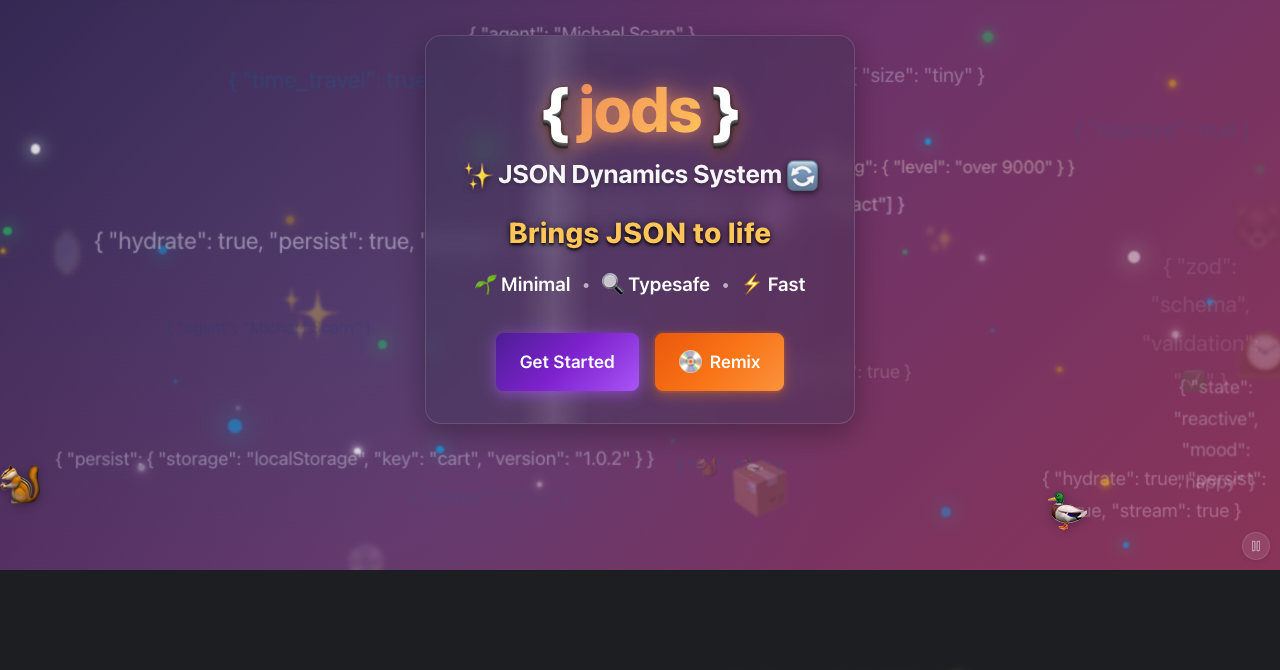 { "agent": "Michael Scarn" }
{ "size": "tiny" }
{ "time_travel": true
{ jods }
JSON Dynamics System
g": { "level": "over 9000" } }
act"] }
Brings JSON to life
{ "hydrate": true, "persist": true, "
Minimal • Typesafe • Fast
{ "zod":
"schema",
"validation"
Get Started
Remix
: true }
{ "state":
"reactive",
"mood":
"happy" }
{ "persist": { "storage": "localStorage", "key": "cart", "version": "1.0.2" } }
{ "hydrate": true, "persist":
true, "stream": true }